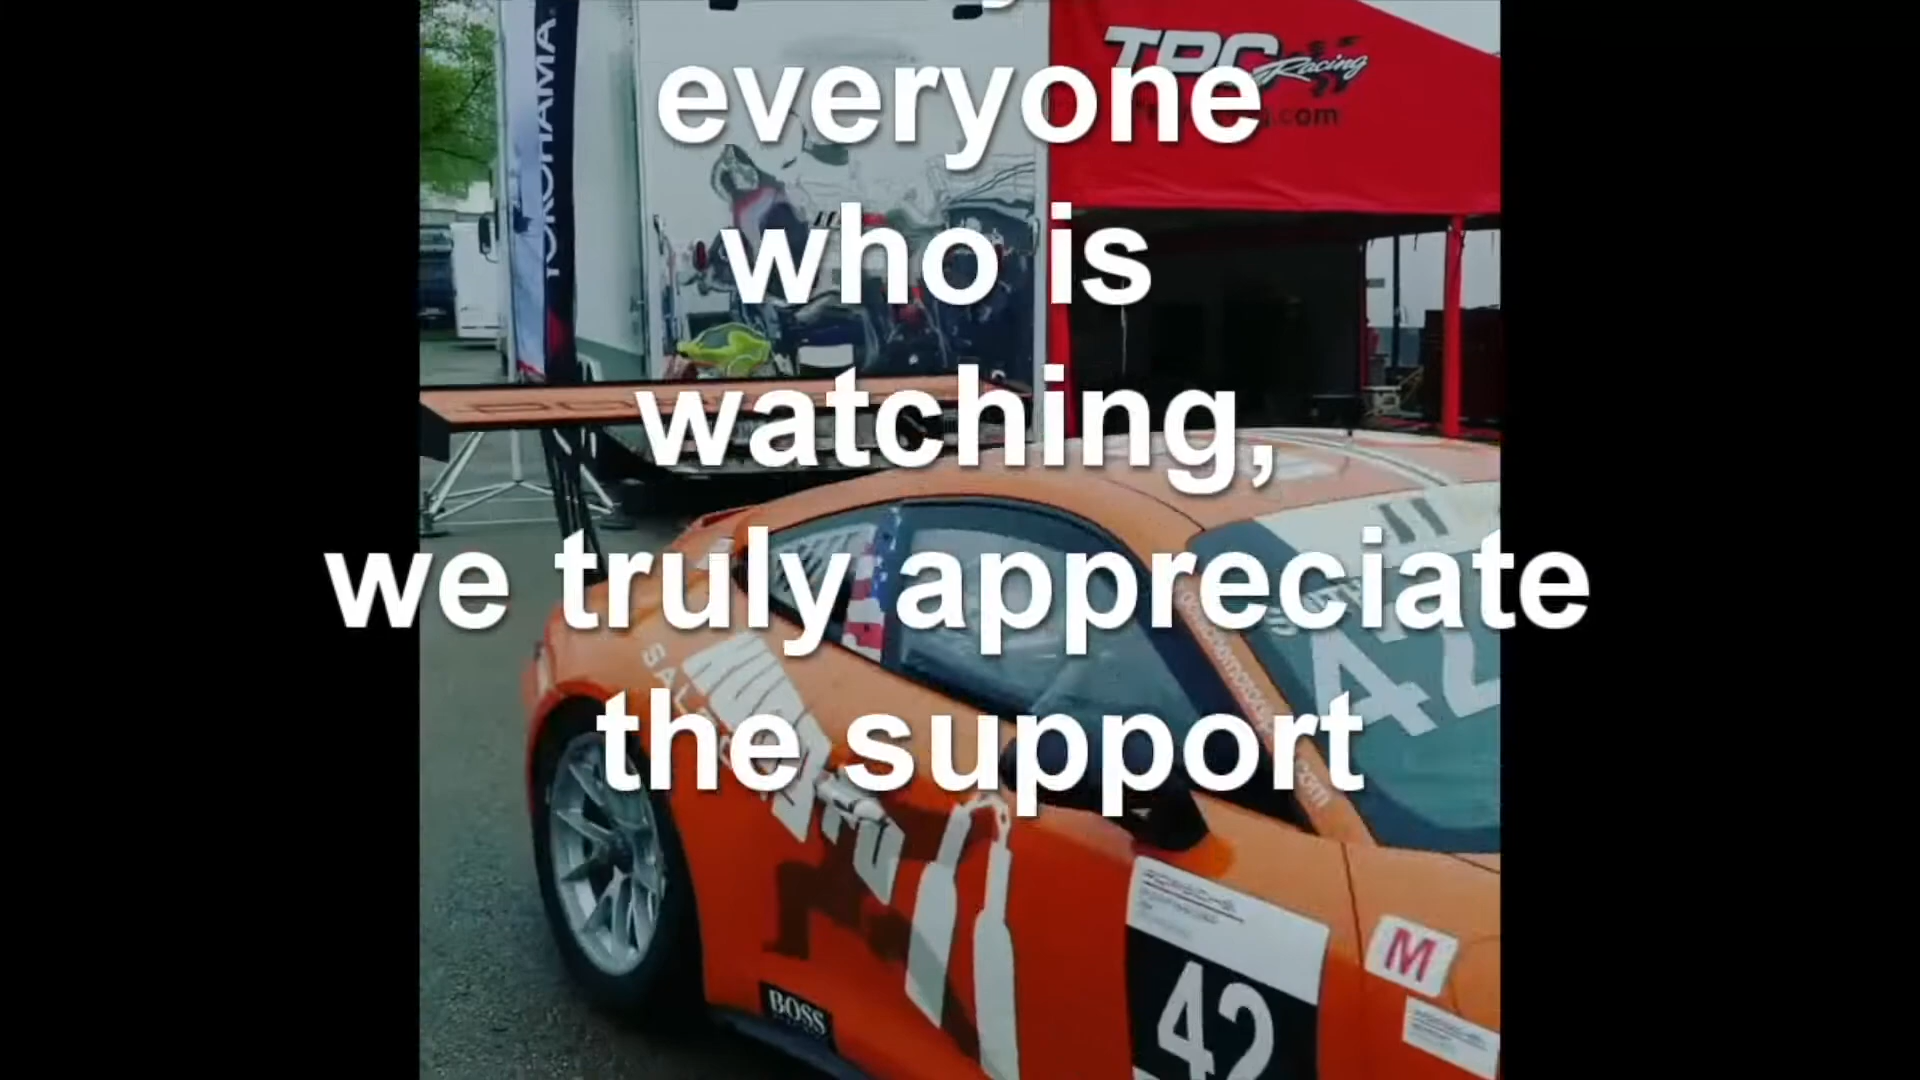 TPC Racing
everyone
who is
watching,
we truly appreciate
the support
YOKOHAMA
42
BOSS
42
M